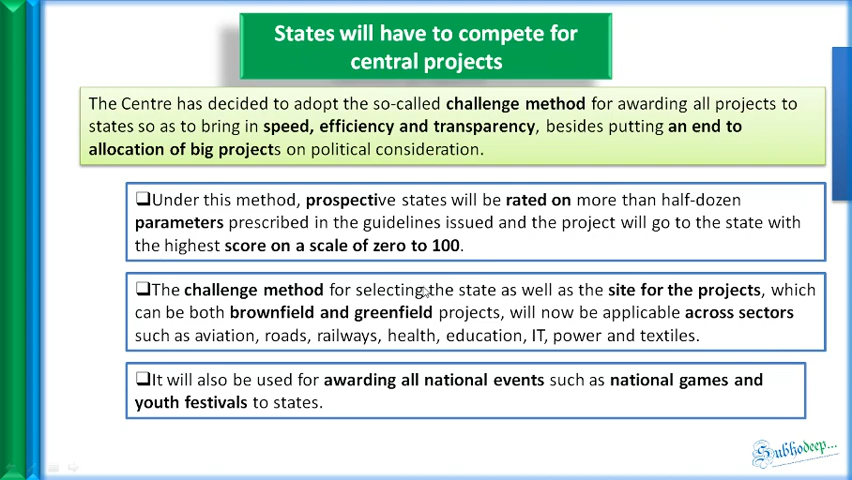 States will have to compete for
central projects
The Centre has decided to adopt the so-called challenge method for awarding all projects to
states so as to bring in speed, efficiency and transparency, besides putting an end to
allocation of big projects on political consideration.
❑Under this method, prospective states will be rated on more than half-dozen
parameters prescribed in the guidelines issued and the project will go to the state with
the highest score on a scale of zero to 100.
❑The challenge method for selecting the state as well as the site for the projects, which
can be both brownfield and greenfield projects, will now be applicable across sectors
such as aviation, roads, railways, health, education, IT, power and textiles.
❑It will also be used for awarding all national events such as national games and
youth festivals to states.
Subhodeep...